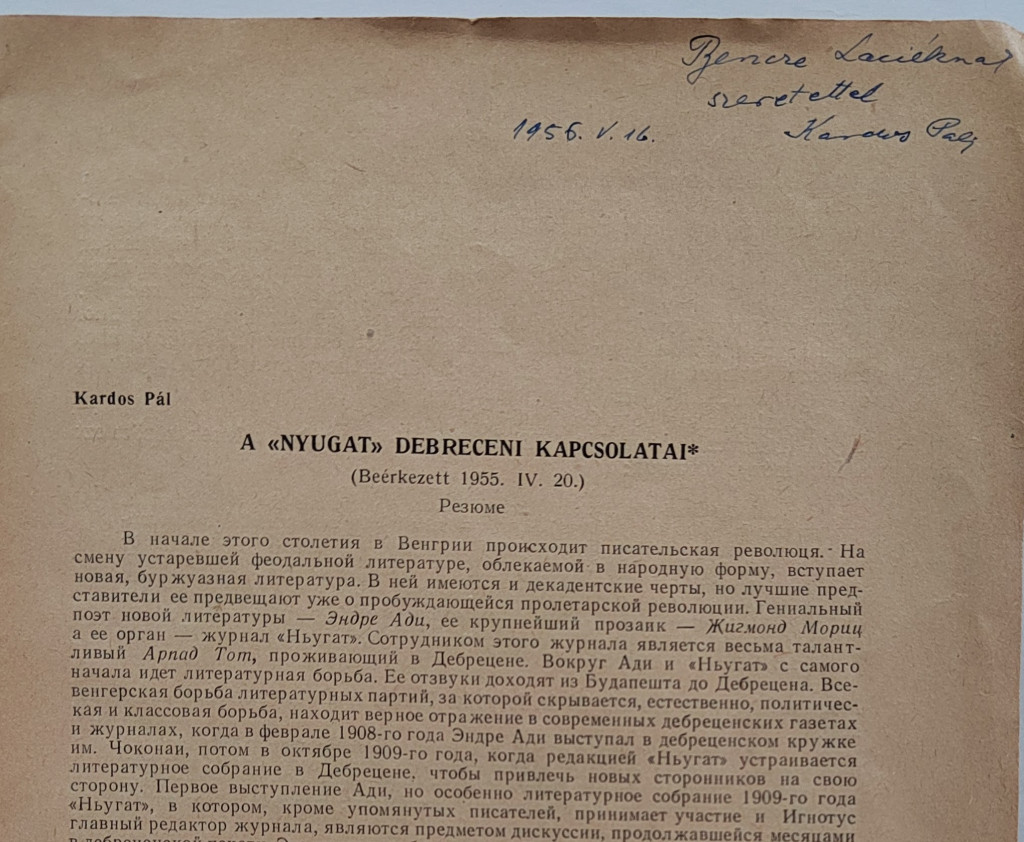 Bencze Laciéknak
szeretettel
1956. V. 16. Kardos Pali
Kardos Pál
A «NYUGAT» DEBRECENI KAPCSOLATAI*
(Beérkezett 1955. IV. 20.)
Резюме
В начале этого столетия в Венгрии происходит писательская револющя. На
смену устаревшей феодальной литературе, облекаемой в народную форму, вступает
новая, буржуазная литература. В ней имеются и декадентские черты, но лучшие пред-
ставители ее предвещают уже о пробуждающейся пролетарской революции. Гениальный
поэт новой литературы — Эндре Ади, ее крупнейший прозаик — Жигмонд Мориц
а ее орган — журнал «Ньугат». Сотрудником этого журнала является весьма талант-
ливый Арпад Тот, проживающий в Дебрецене. Вокруг Ади и «Ньугат» с самого
начала идет литературная борьба. Ее отзвуки доходят из Будапешта до Дебрецена. Все-
венгерская борьба литературных партий, за которой скрывается, естественно, политичес-
кая и классовая борьба, находит верное отражение в современных дебреценских газетах
и журналах, когда в феврале 1908-го года Эндре Ади выступал в дебреценском кружке
им. Чоконаи, потом в октябре 1909-го года, когда редакцией «Ньугат» устраивается
литературное собрание в Дебрецене, чтобы привлечь новых сторонников на свою
сторону. Первое выступление Ади, но особенно литературное собрание 1909-го года
«Ньугат», в котором, кроме упомянутых писателей, принимает участие и Игнотус
главный редактор журнала, являются предметом дискуссии, продолжавшейся месяцами